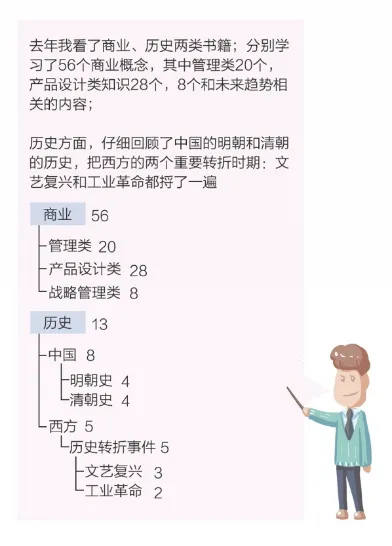 去年我看了商业、历史两类书籍；分别学
习了56个商业概念，其中管理类20个，
产品设计类知识28个，8个和未来趋势相
关的内容；
历史方面，仔细回顾了中国的明朝和清朝
的历史，把西方的两个重要转折时期：文
艺复兴和工业革命都捋了一遍
商业 56
管理类 20
产品设计类 28
战略管理类 8
历史 13
中国 8
明朝史 4
清朝史 4
西方 5
历史转折事件 5
文艺复兴 3
工业革命 2